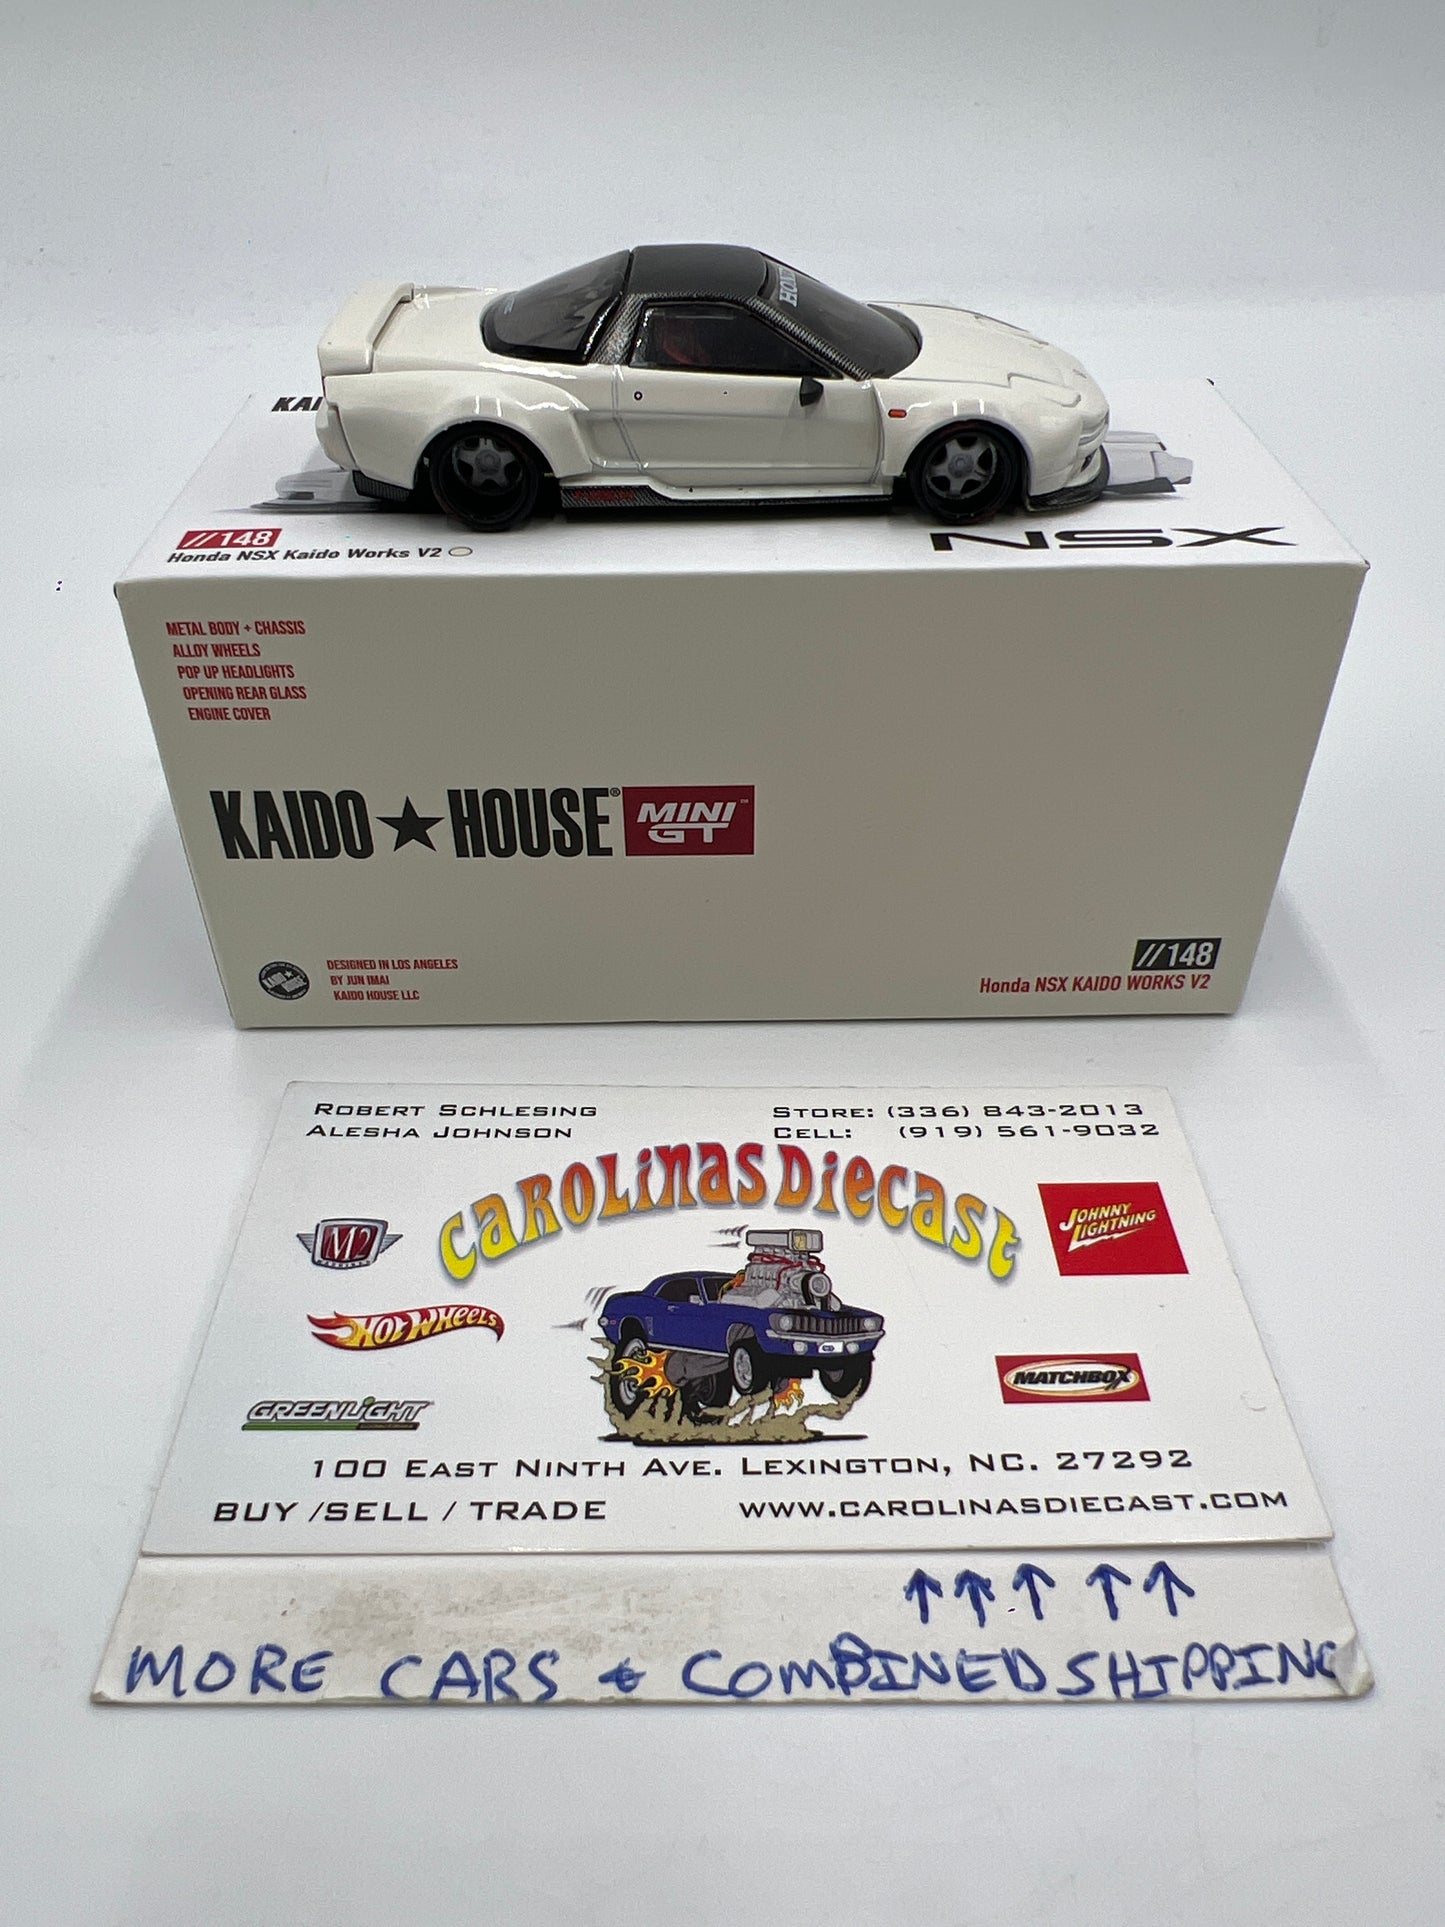 HOND
KAI
//148
Honda NSX Kaido Works V2
NSX
METAL BODY + CHASSIS
ALLOY WHEELS
POP UP HEADLIGHTS
OPENING REAR GLASS
ENGINE COVER
KAIDO★HOUSE® MINI GT™
DESIGNED IN LOS ANGELES
BY JUN IMAI
KAIDO HOUSE LLC
//148
Honda NSX KAIDO WORKS V2
ROBERT SCHLESING
ALESHA JOHNSON
STORE: (336) 843-2013
CELL: (919) 561-9032
CAROLINAS DIECAST
M2
JOHNNY LIGHTNING
HOT WHEELS
MATCHBOX
GREENLIGHT
100 EAST NINTH AVE. LEXINGTON, NC. 27292
BUY /SELL / TRADE WWW.CAROLINASDIECAST.COM
↑↑↑ ↑↑
MORE CARS & COMBINED SHIPPING